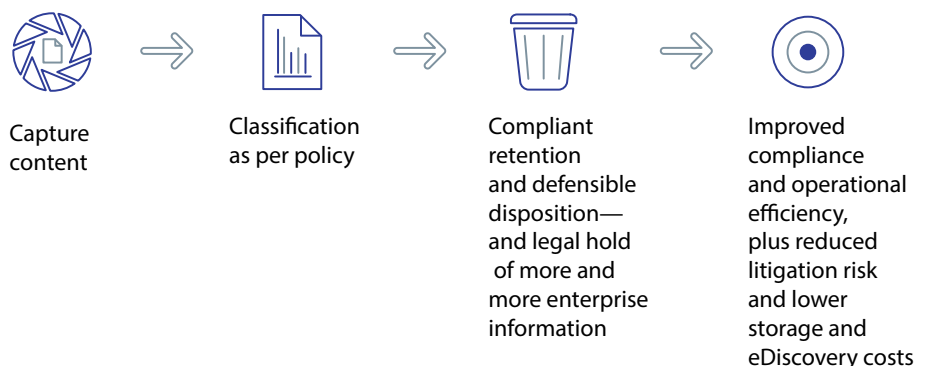 Capture
content
Classification
as per policy
Compliant
retention
and defensible
disposition—
and legal hold
of more and
more enterprise
information
Improved
compliance
and operational
efficiency,
plus reduced
litigation risk
and lower
storage and
eDiscovery costs